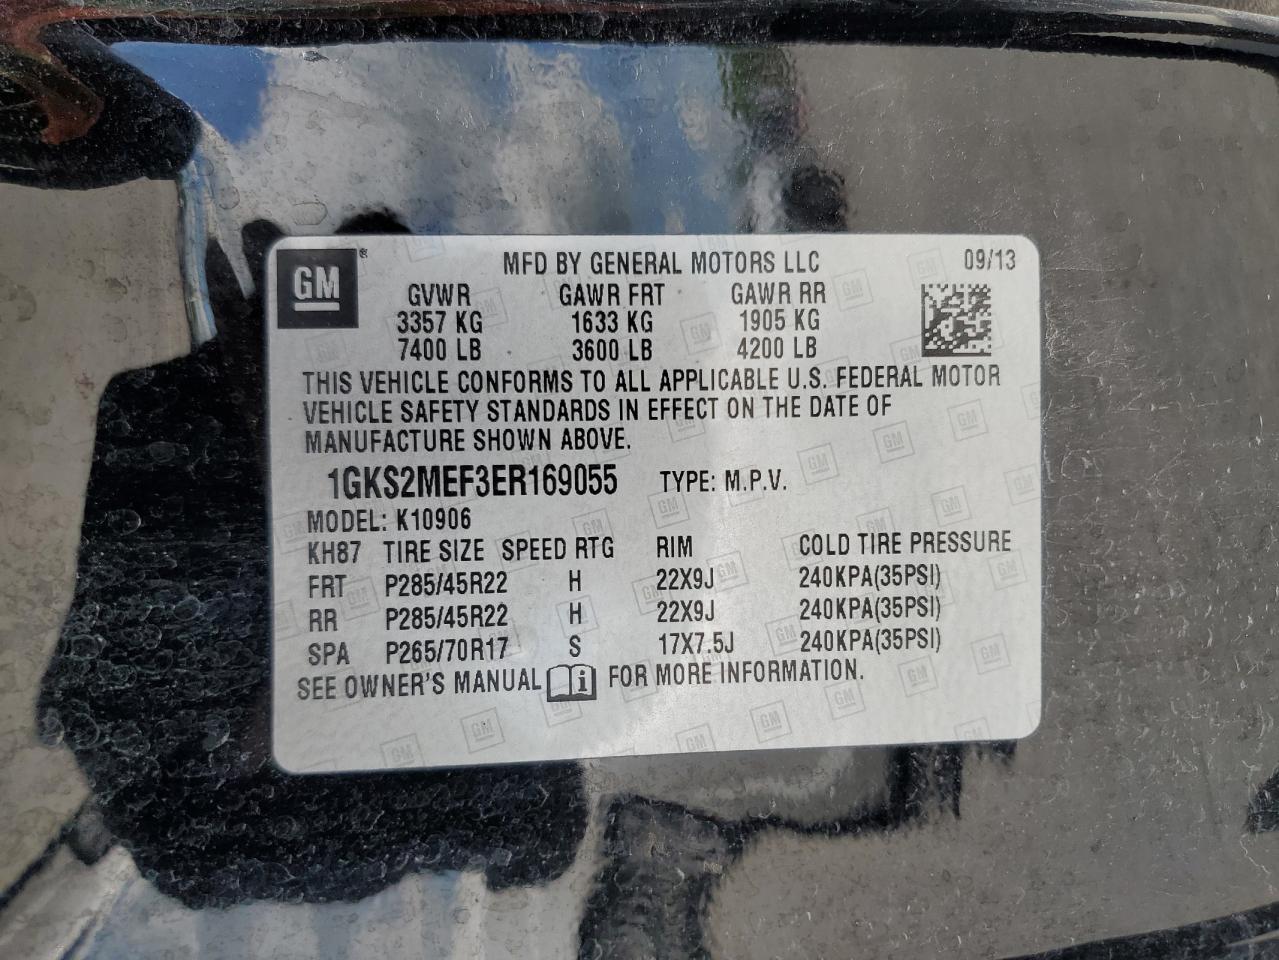 GM ® MFD BY GENERAL MOTORS LLC 09/13
GVWR GAWR FRT GAWR RR
3357 KG 1633 KG 1905 KG
7400 LB 3600 LB 4200 LB
THIS VEHICLE CONFORMS TO ALL APPLICABLE U.S. FEDERAL MOTOR
VEHICLE SAFETY STANDARDS IN EFFECT ON THE DATE OF
MANUFACTURE SHOWN ABOVE.
1GKS2MEF3ER169055 TYPE: M.P.V.
MODEL: K10906
KH87 TIRE SIZE SPEED RTG RIM COLD TIRE PRESSURE
FRT P285/45R22 H 22X9J 240KPA(35PSI)
RR P285/45R22 H 22X9J 240KPA(35PSI)
SPA P265/70R17 S 17X7.5J 240KPA(35PSI)
SEE OWNER'S MANUAL i FOR MORE INFORMATION.